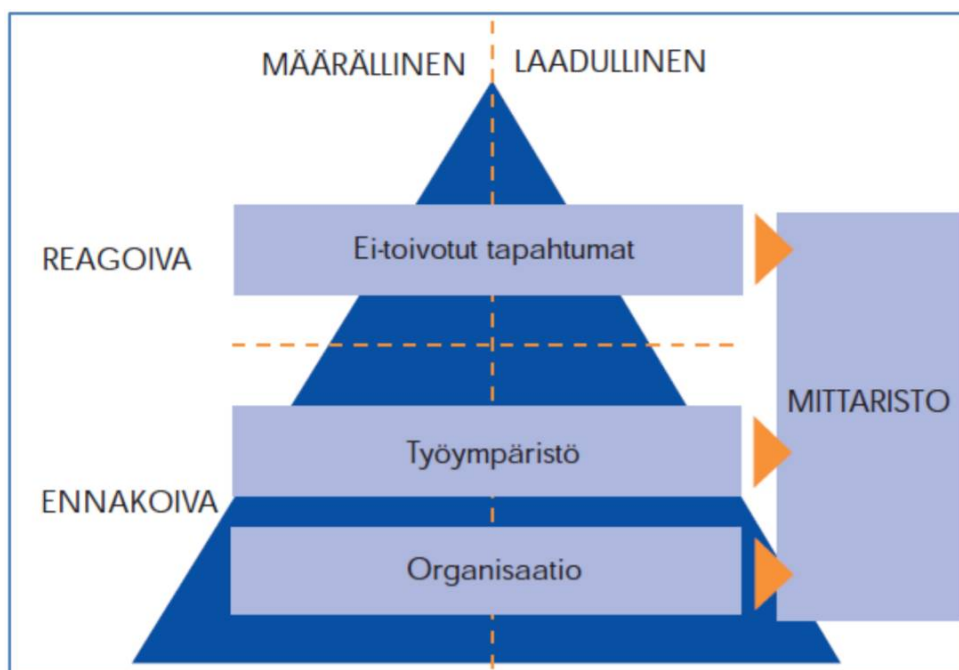 MÄÄRÄLLINEN
LAADULLINEN
REAGOIVA
Ei-toivotut tapahtumat
MITTARISTO
Työympäristö
ENNAKOIVA
Organisaatio